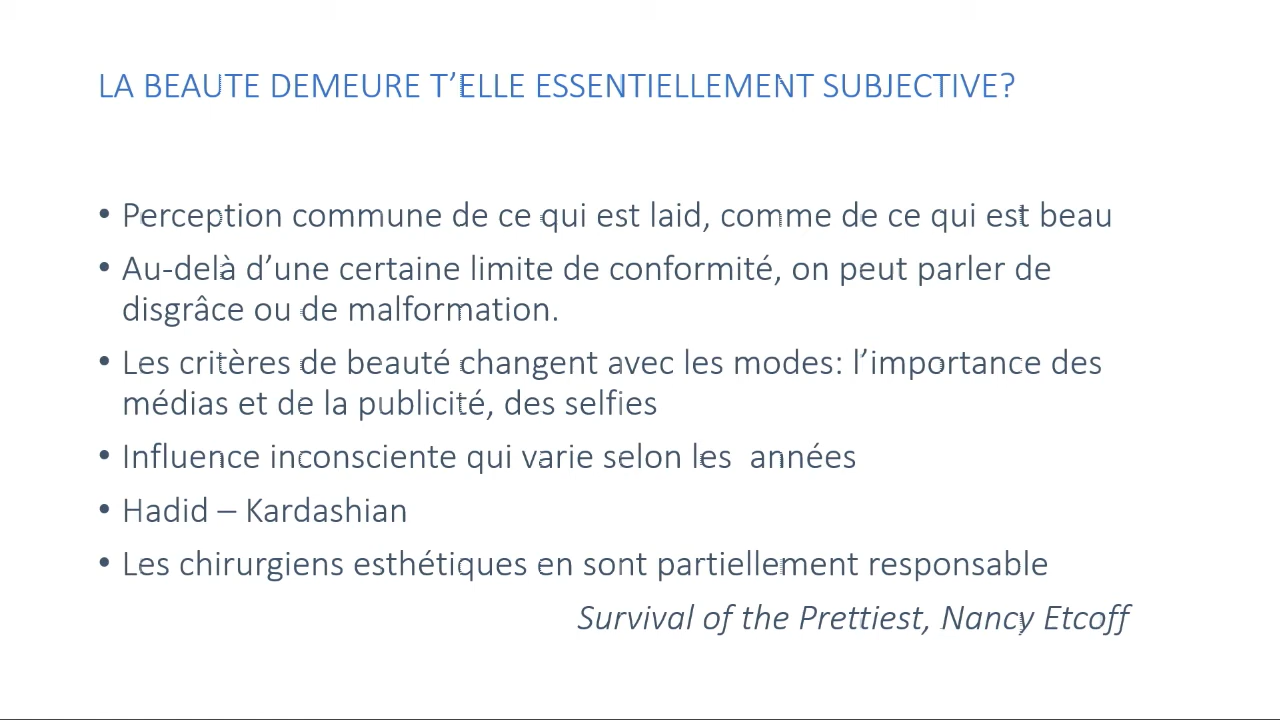 LA BEAUTE DEMEURE T’ELLE ESSENTIELLEMENT SUBJECTIVE?
• Perception commune de ce qui est laid, comme de ce qui est beau
• Au-delà d’une certaine limite de conformité, on peut parler de
disgrâce ou de malformation.
• Les critères de beauté changent avec les modes: l’importance des
médias et de la publicité, des selfies
• Influence inconsciente qui varie selon les  années
• Hadid – Kardashian
• Les chirurgiens esthétiques en sont partiellement responsable
Survival of the Prettiest, Nancy Etcoff